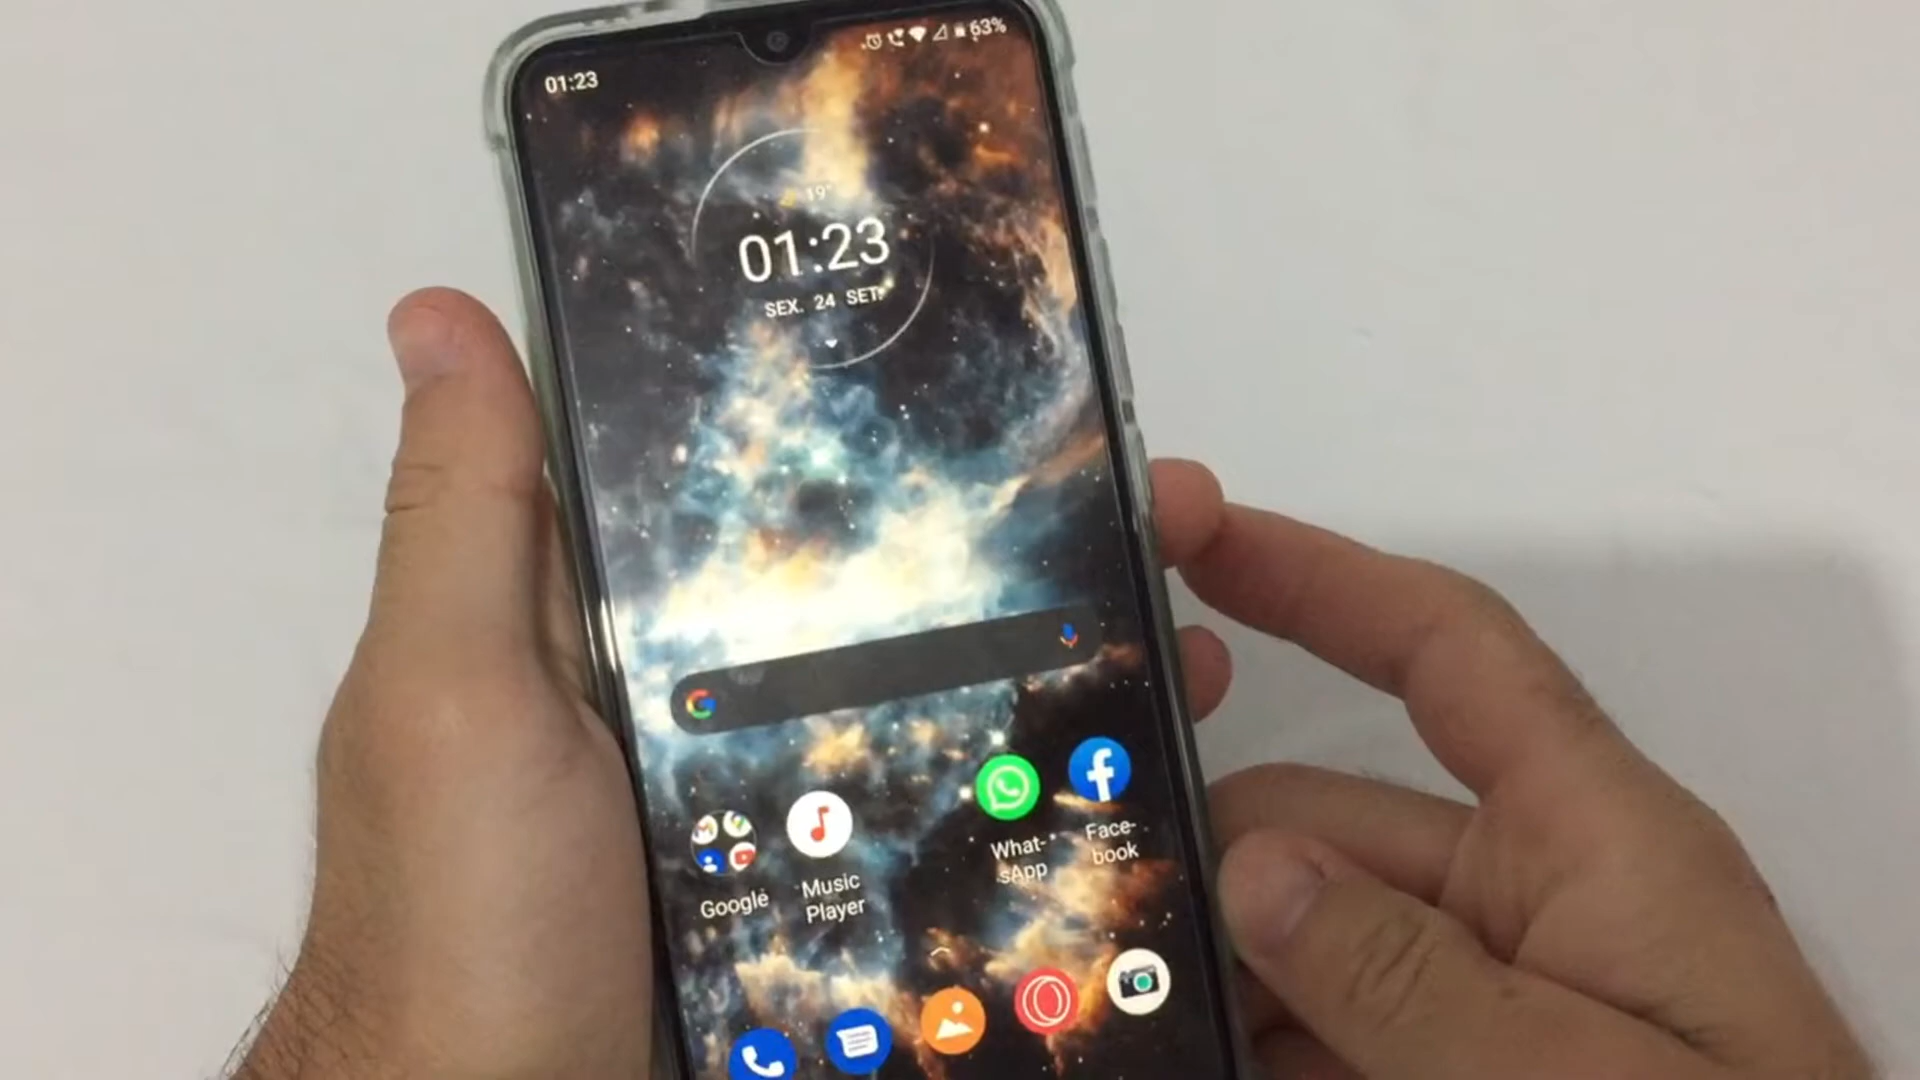 63%
01:23
19°
01:23
SEX. 24 SET.
Google
Music
Player
What-
sApp
Face-
book